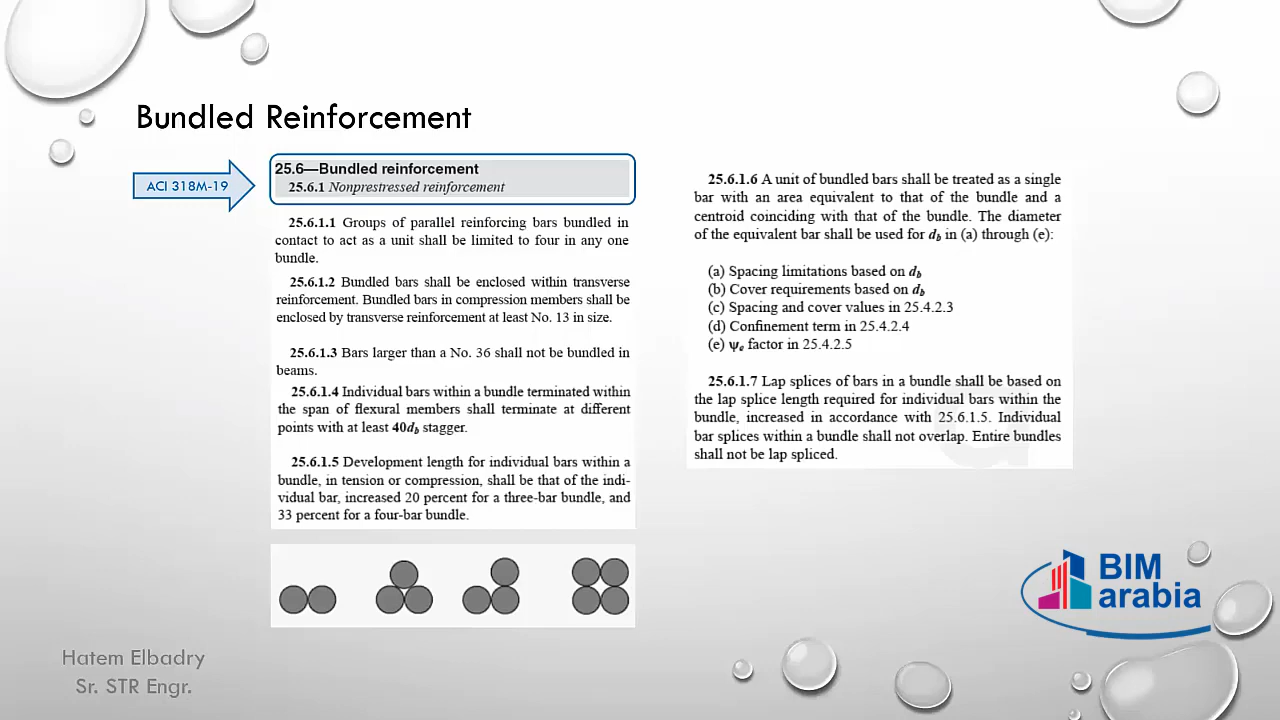 Bundled Reinforcement
ACI 318M-19
25.6—Bundled reinforcement
25.6.1 Nonprestressed reinforcement
25.6.1.1 Groups of parallel reinforcing bars bundled in
contact to act as a unit shall be limited to four in any one
bundle.
25.6.1.2 Bundled bars shall be enclosed within transverse
reinforcement. Bundled bars in compression members shall be
enclosed by transverse reinforcement at least No. 13 in size.
25.6.1.3 Bars larger than a No. 36 shall not be bundled in
beams.
25.6.1.4 Individual bars within a bundle terminated within
the span of flexural members shall terminate at different
points with at least 40db stagger.
25.6.1.5 Development length for individual bars within a
bundle, in tension or compression, shall be that of the indi-
vidual bar, increased 20 percent for a three-bar bundle, and
33 percent for a four-bar bundle.
25.6.1.6 A unit of bundled bars shall be treated as a single
bar with an area equivalent to that of the bundle and a
centroid coinciding with that of the bundle. The diameter
of the equivalent bar shall be used for db in (a) through (e):
(a) Spacing limitations based on db
(b) Cover requirements based on db
(c) Spacing and cover values in 25.4.2.3
(d) Confinement term in 25.4.2.4
(e) ψe factor in 25.4.2.5
25.6.1.7 Lap splices of bars in a bundle shall be based on
the lap splice length required for individual bars within the
bundle, increased in accordance with 25.6.1.5. Individual
bar splices within a bundle shall not overlap. Entire bundles
shall not be lap spliced.
BIM
arabia
Hatem Elbadry
Sr. STR Engr.